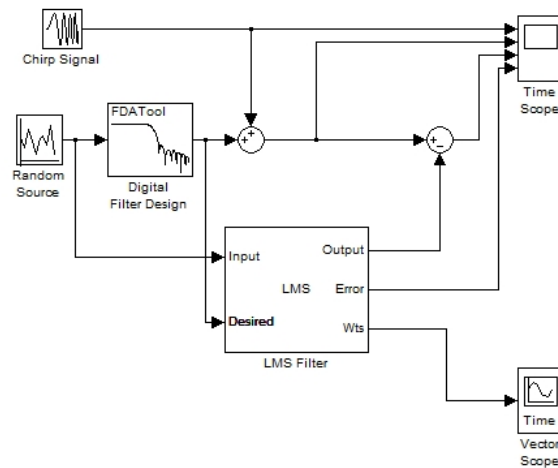 Chirp Signal
Time
Scope
FDATool
Random
Source
Digital
Filter Design
Input
Output
LMS
Error
Desired
Wts
LMS Filter
Time
Vector
Scope